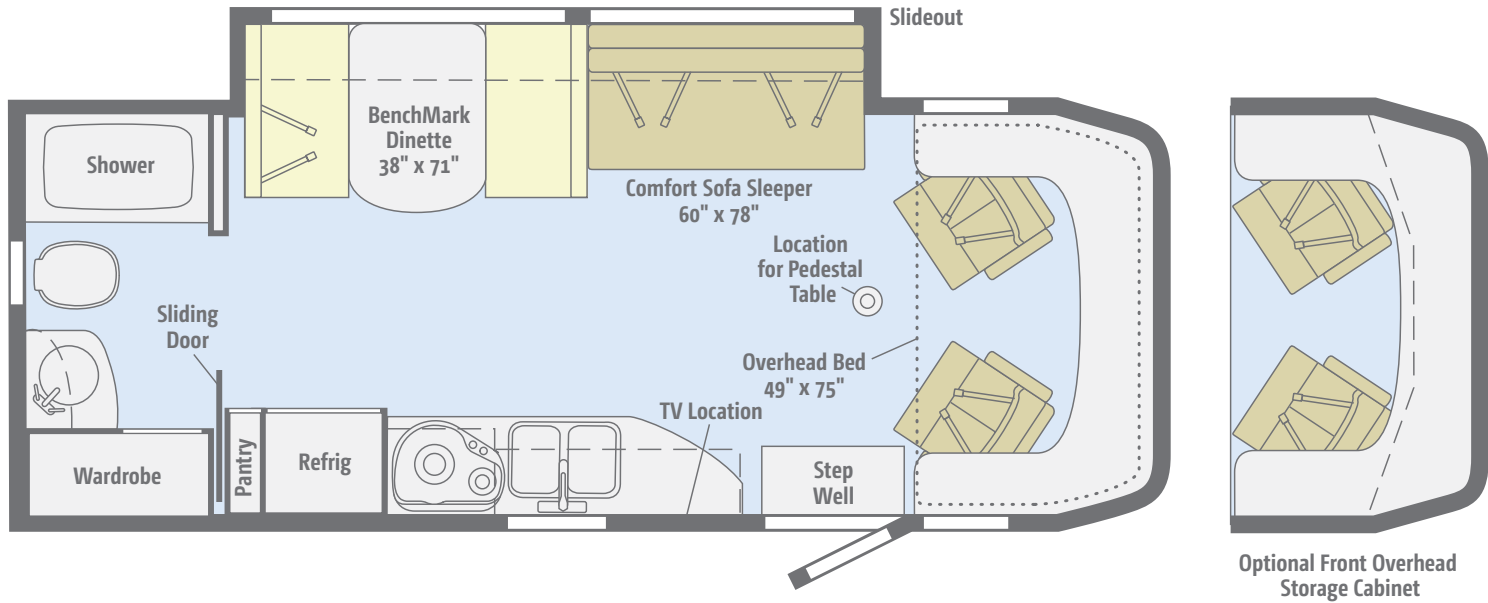 Slideout
BenchMark
Dinette
38" x 71"
Shower
Comfort Sofa Sleeper
60" x 78"
Location
for Pedestal
Table
Sliding
Door
Overhead Bed
49" x 75"
TV Location
Wardrobe
Pantry
Refrig
Step
Well
Optional Front Overhead
Storage Cabinet